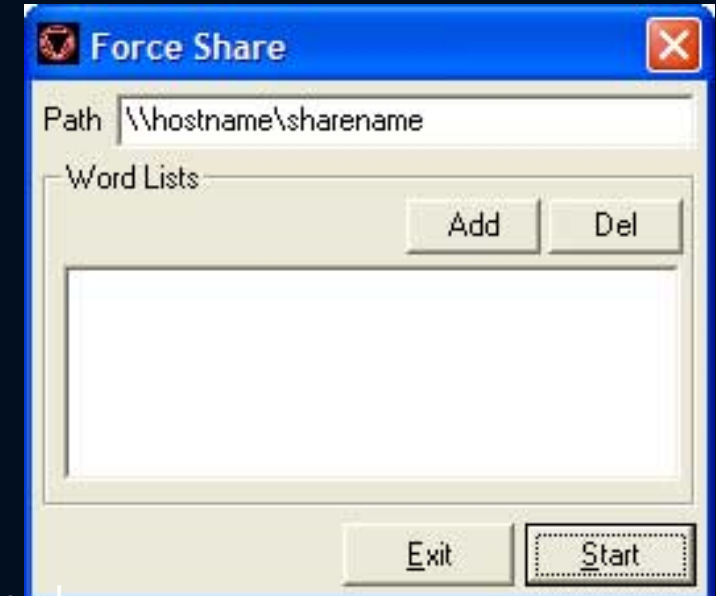 Force Share
Path \\hostname\sharename
Word Lists
Add Del
Exit Start